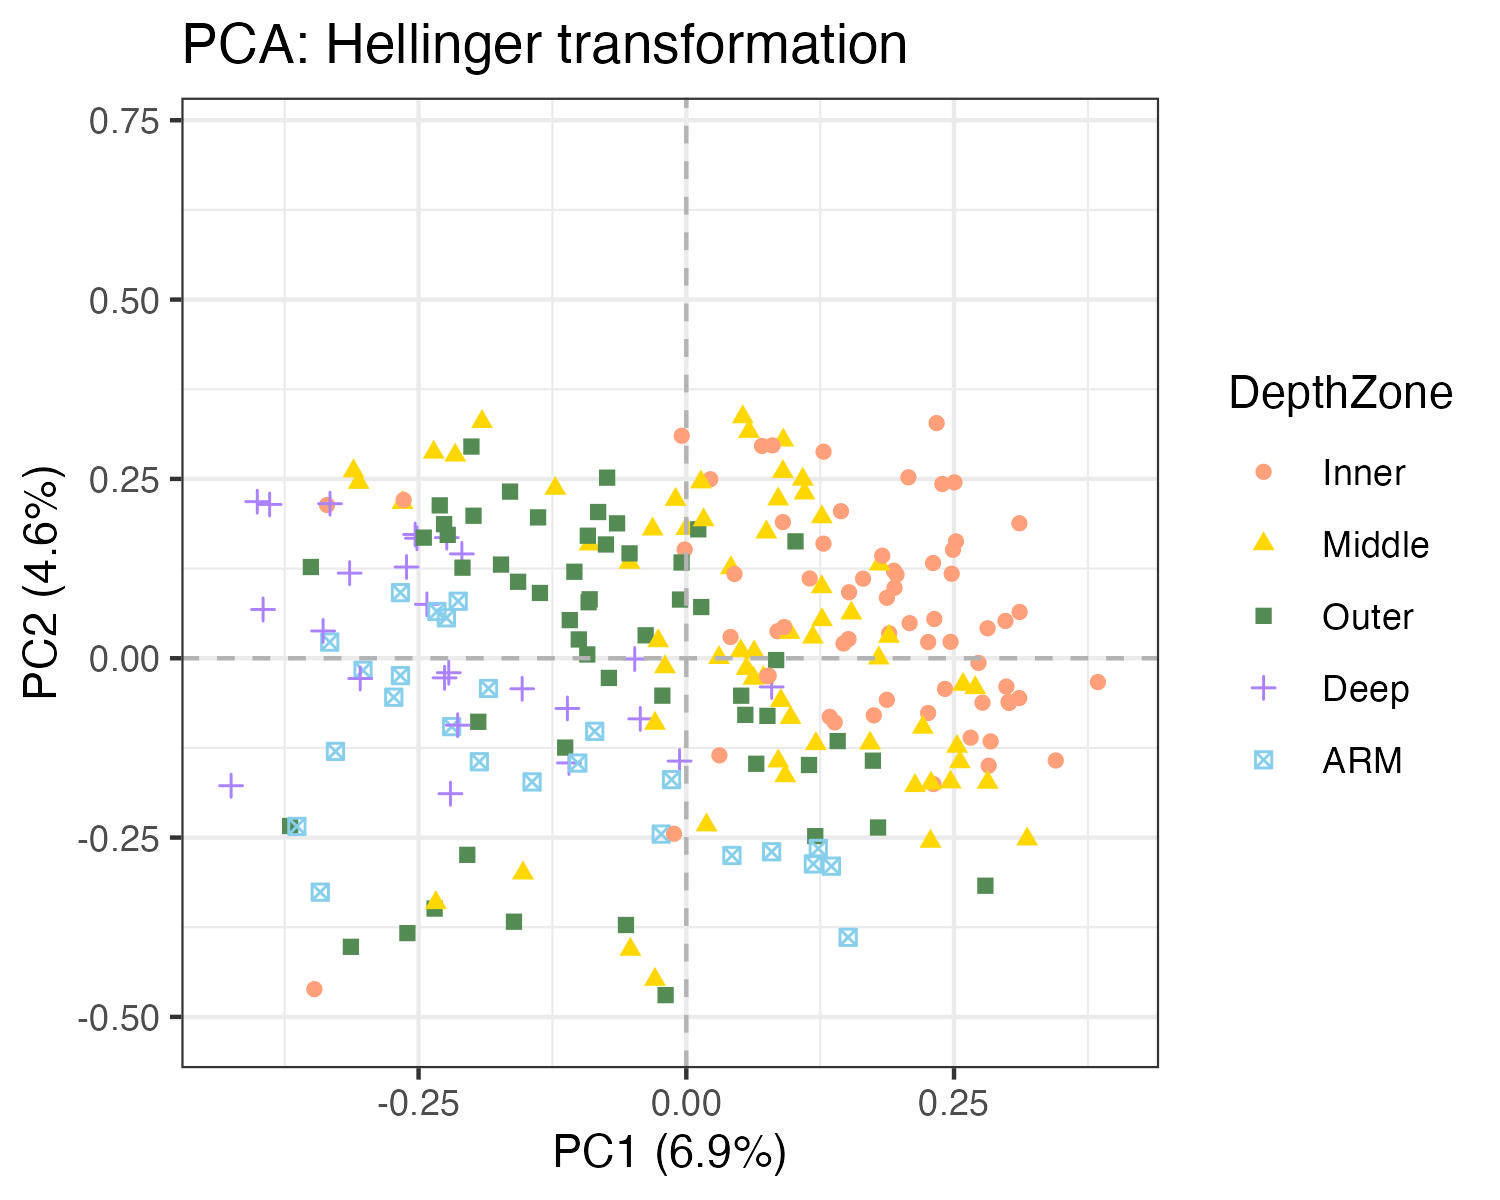 PCA: Hellinger transformation
0.75
0.50
0.25
0.00
-0.25
-0.50
PC2 (4.6%)
-0.25
0.00
0.25
PC1 (6.9%)
DepthZone
Inner
Middle
Outer
Deep
ARM